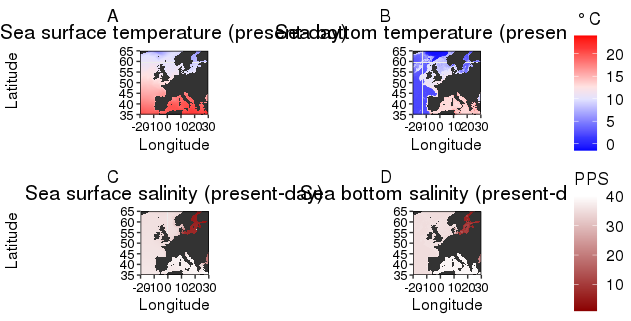 A
B
°C
Sea surface temperature (present-day)
Sea bottom temperature (presen
Latitude
65
60
55
50
45
40
35
-20-10 0 10 20 30
Longitude
65
60
55
50
45
40
35
-20-10 0 10 20 30
Longitude
20
15
10
5
0
C
D
PPS
Sea surface salinity (present-day)
Sea bottom salinity (present-d
Latitude
65
60
55
50
45
40
35
-20-10 0 10 20 30
Longitude
65
60
55
50
45
40
35
-20-10 0 10 20 30
Longitude
40
30
20
10